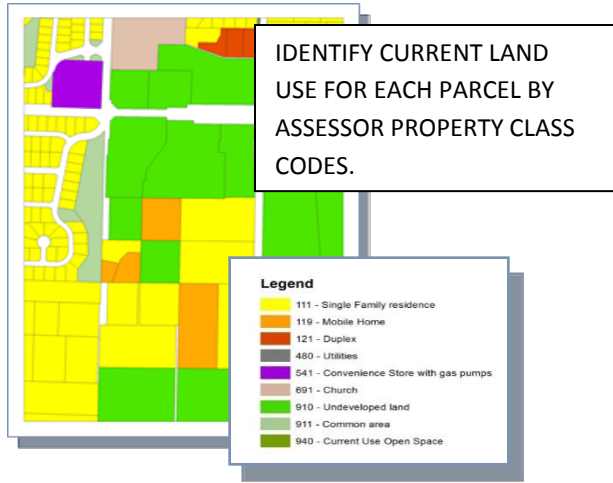 IDENTIFY CURRENT LAND
USE FOR EACH PARCEL BY
ASSESSOR PROPERTY CLASS
CODES.
Legend
111 - Single Family residence
119 - Mobile Home
121 - Duplex
480 - Utilities
541 - Convenience Store with gas pumps
691 - Church
910 - Undeveloped land
911 - Common area
940 - Current Use Open Space